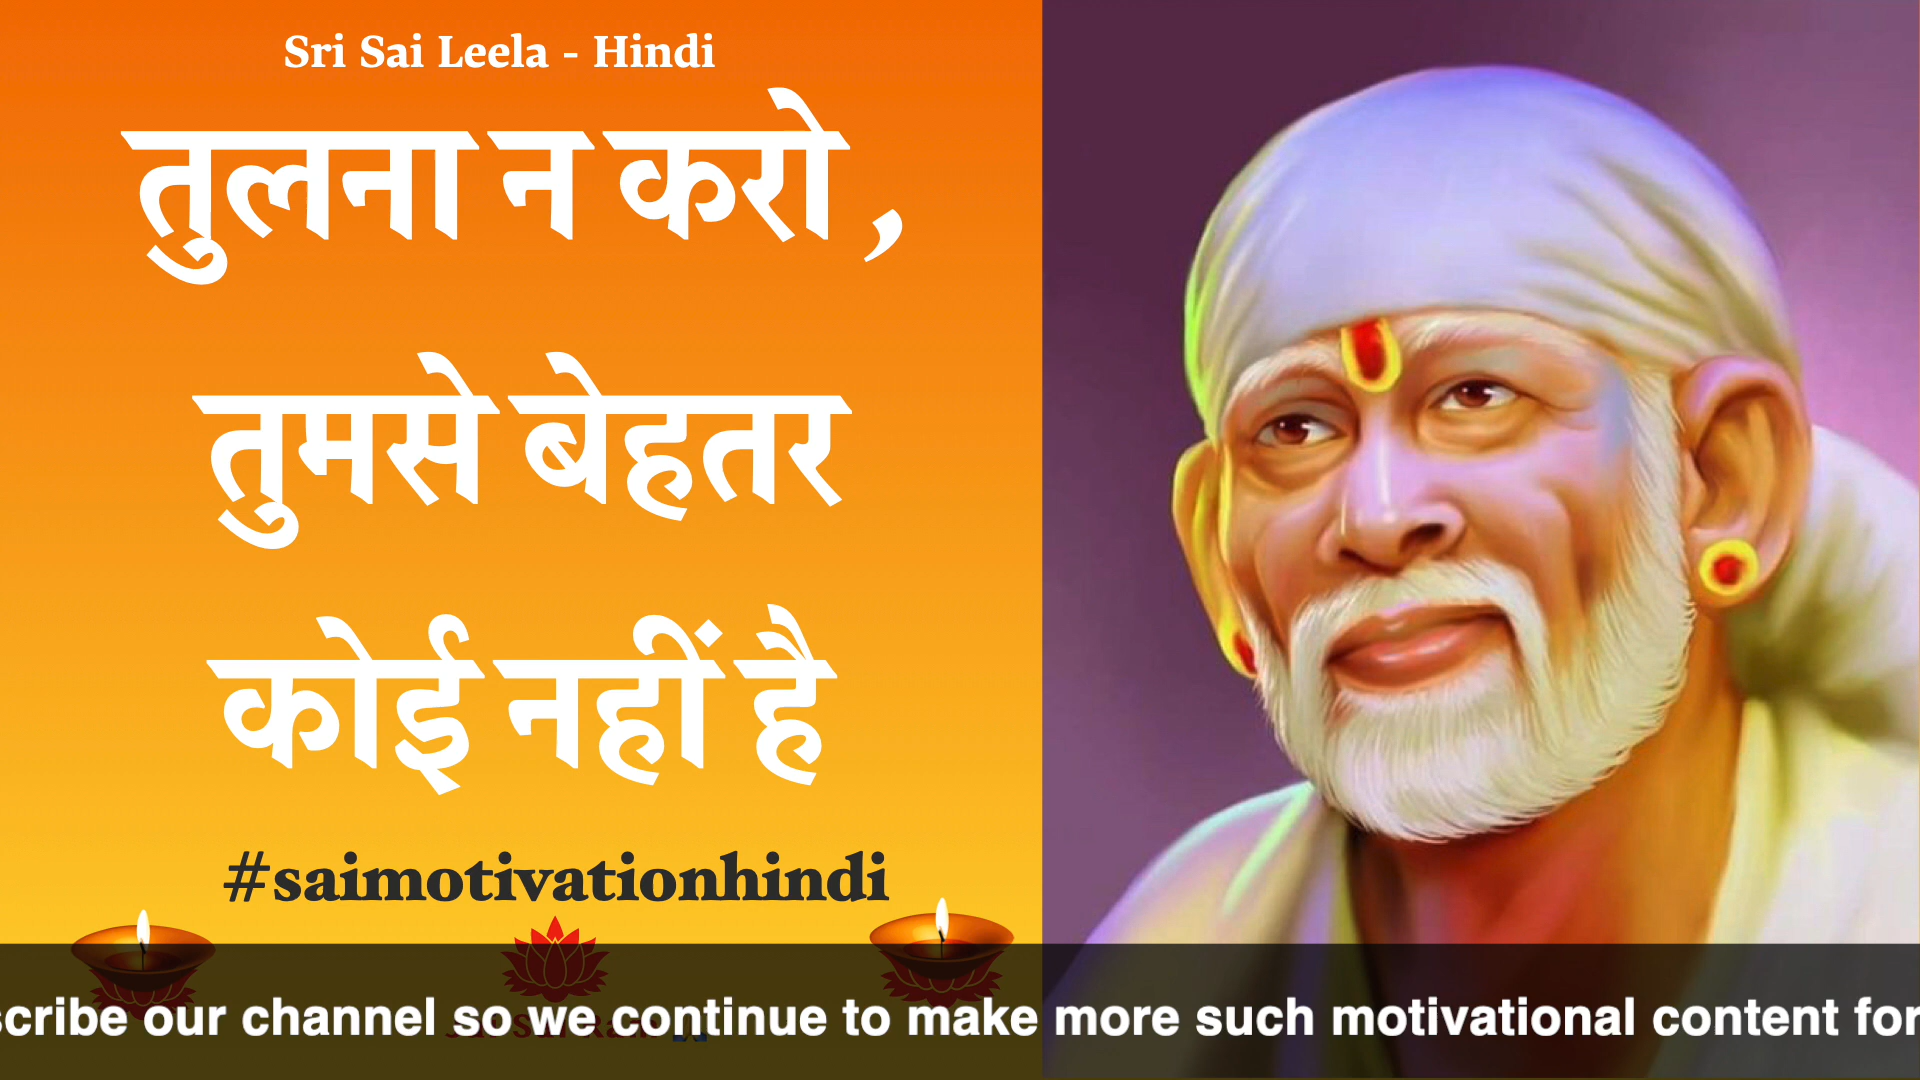 Sri Sai Leela - Hindi
तुलना न करो ,
तुमसे बेहतर
कोई नहीं है
#saimotivationhindi
our channel so we continue to make more such motivational content for